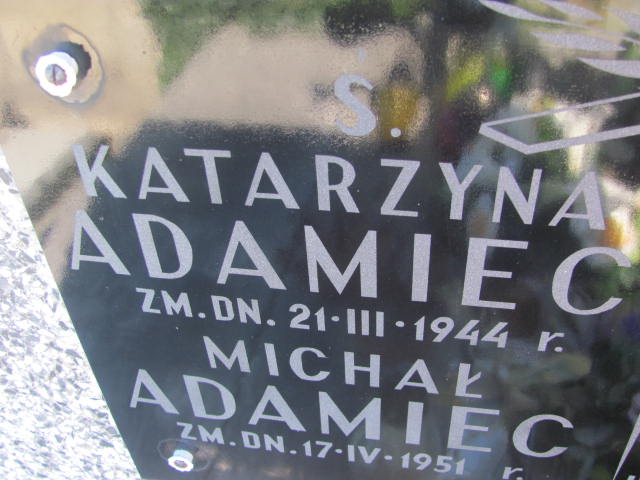 Ś.
KATARZYNA
ADAMIEC
ZM. DN. 21·III·1944 r.
MICHAŁ
ADAMIEC
ZM. DN. 17·IV·1951 r.